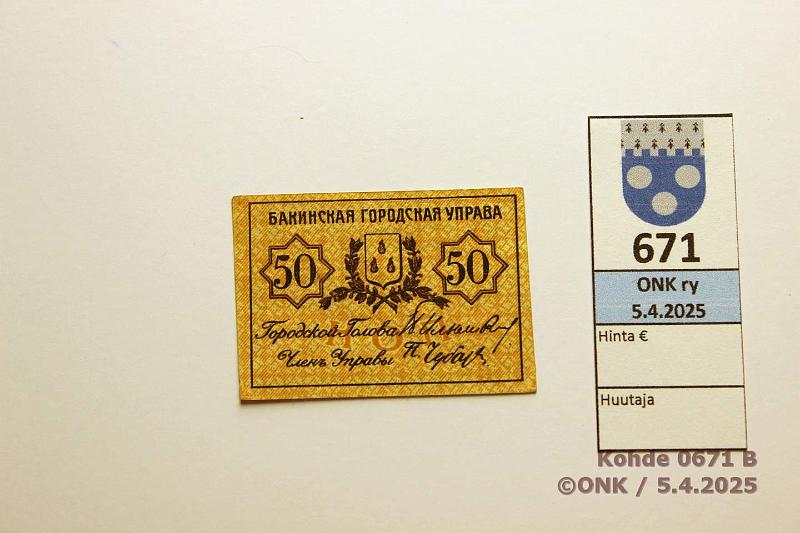 БАКИНСКАЯ ГОРОДСКАЯ УПРАВА
50
50
Городской Голова
Членъ Управы
671
ONK ry
5.4.2025
Hinta €
Huutaja
Kohde 0671 B
©ONK / 5.4.2025